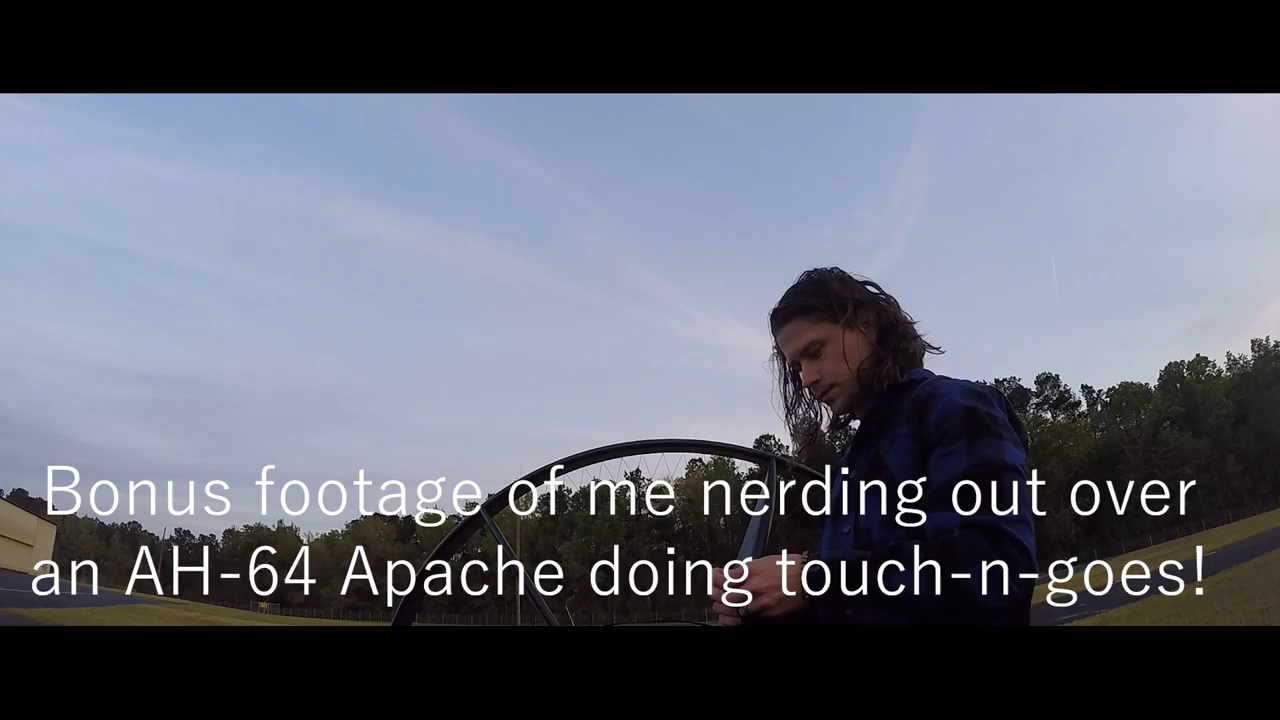 Bonus footage of me nerding out over
an AH-64 Apache doing touch-n-goes!